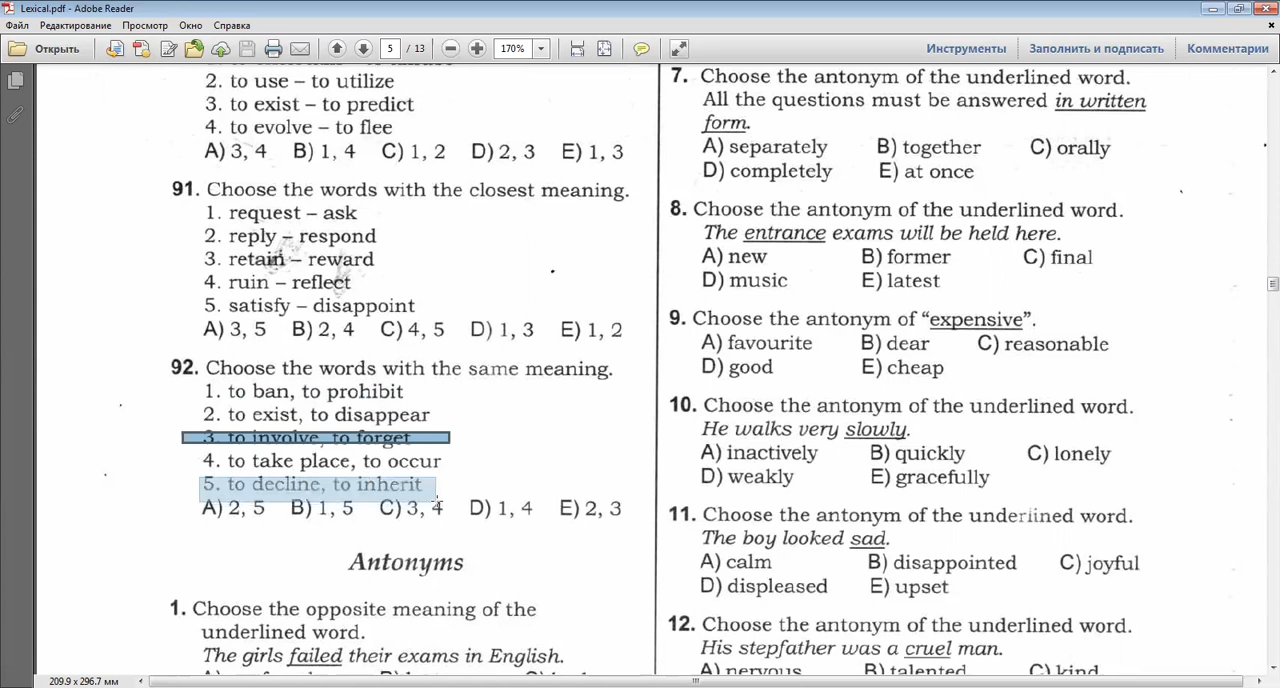 Lexical.pdf - Adobe Reader
Файл Редактирование Просмотр Окно Справка
Открыть 5 / 13 170% Инструменты Заполнить и подписать Комментарии
2. to use – to utilize
3. to exist – to predict
4. to evolve – to flee
A) 3, 4 B) 1, 4 C) 1, 2 D) 2, 3 E) 1, 3
91. Choose the words with the closest meaning.
1. request – ask
2. reply – respond
3. retain – reward
4. ruin – reflect
5. satisfy – disappoint
A) 3, 5 B) 2, 4 C) 4, 5 D) 1, 3 E) 1, 2
92. Choose the words with the same meaning.
1. to ban, to prohibit
2. to exist, to disappear
3. to involve, to forget
4. to take place, to occur
5. to decline, to inherit
A) 2, 5 B) 1, 5 C) 3, 4 D) 1, 4 E) 2, 3
Antonyms
1. Choose the opposite meaning of the
underlined word.
The girls failed their exams in English.
7. Choose the antonym of the underlined word.
All the questions must be answered in written
form.
A) separately B) together C) orally
D) completely E) at once
8. Choose the antonym of the underlined word.
The entrance exams will be held here.
A) new B) former C) final
D) music E) latest
9. Choose the antonym of “expensive”.
A) favourite B) dear C) reasonable
D) good E) cheap
10. Choose the antonym of the underlined word.
He walks very slowly.
A) inactively B) quickly C) lonely
D) weakly E) gracefully
11. Choose the antonym of the underlined word.
The boy looked sad.
A) calm B) disappointed C) joyful
D) displeased E) upset
12. Choose the antonym of the underlined word.
His stepfather was a cruel man.
A) nervous B) talented C) kind
209.9 x 296.7 мм